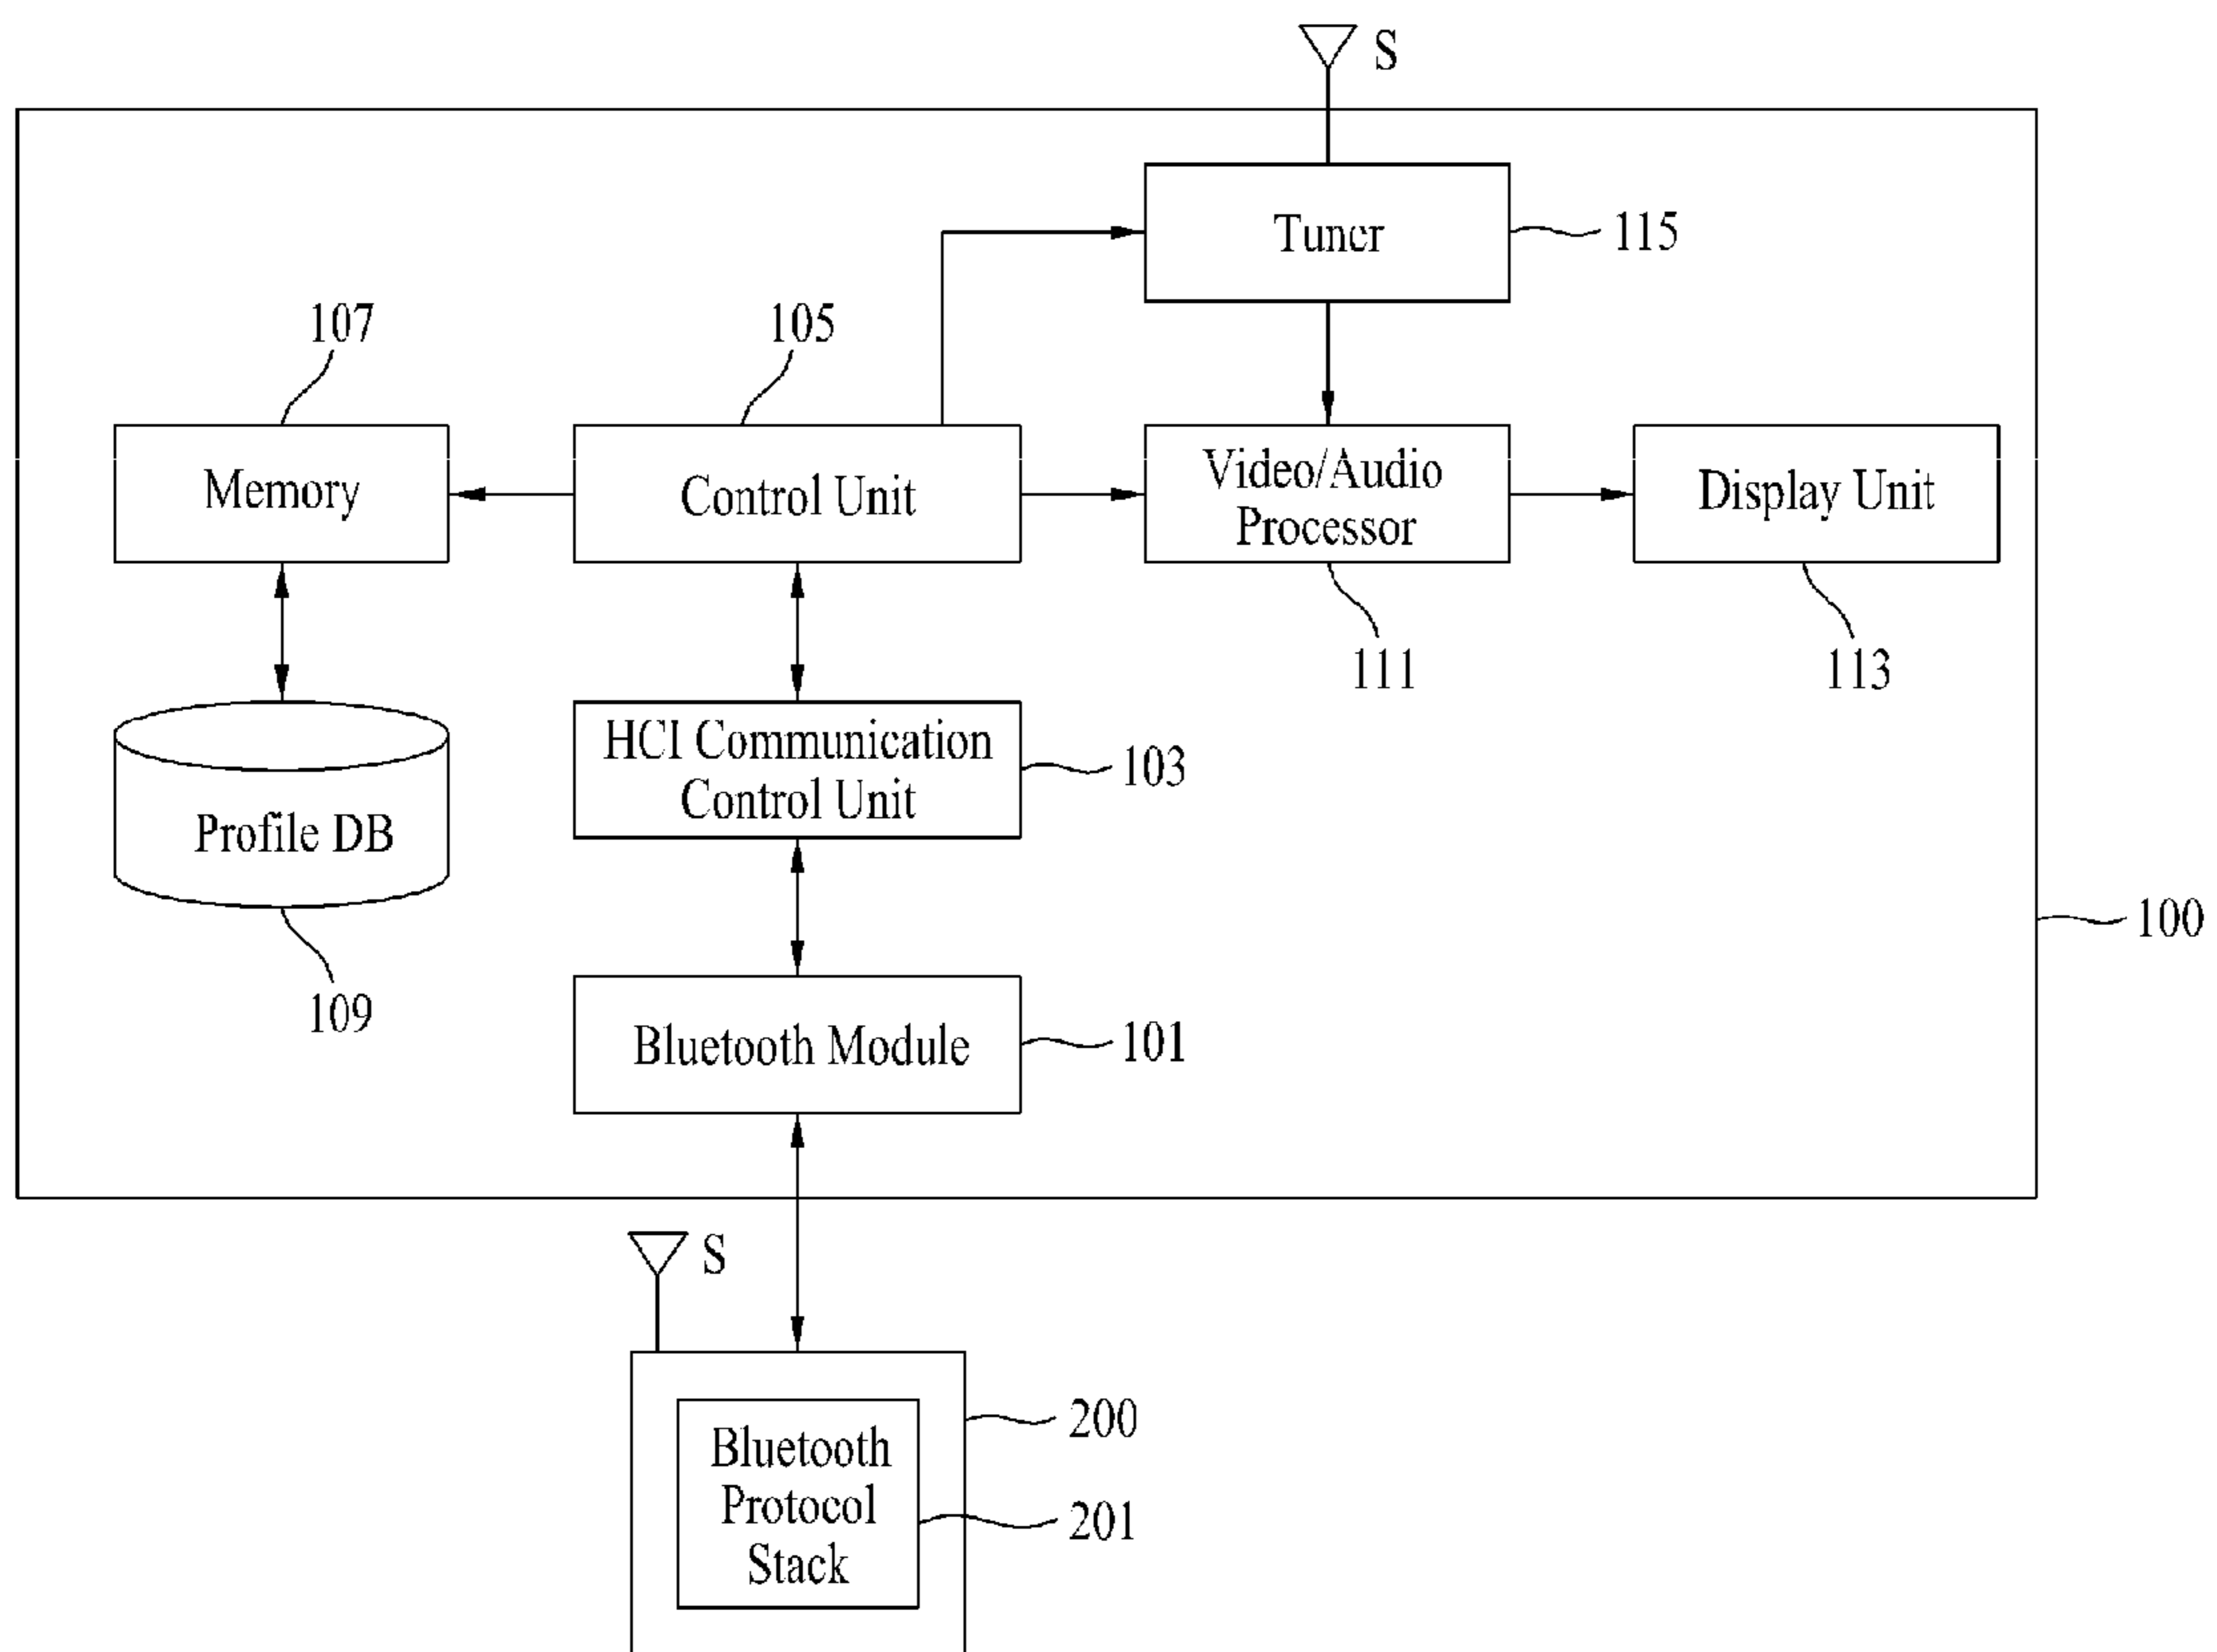 S
Tuner
115
107
105
Memory
Control Unit
Video/Audio
Processor
Display Unit
111
113
HCI Communication
Control Unit
103
Profile DB
109
100
Bluetooth Module
101
S
200
Bluetooth
Protocol
Stack
201